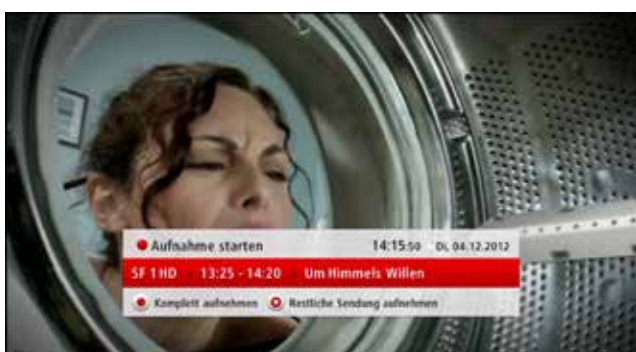 Aufnahme starten 14:15:50 Di, 04.12.2012
SF 1 HD 13:25 - 14:20 Um Himmels Willen
Komplett aufnehmen Restliche Sendung aufnehmen